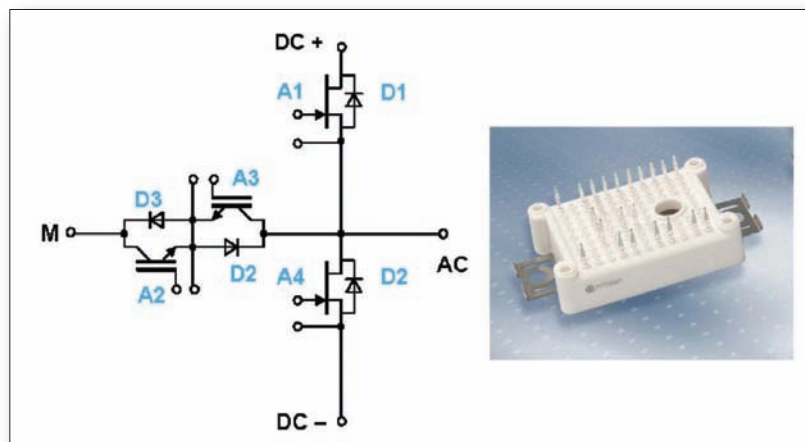 DC +
A1 D1
A3
D3
M
D2
AC
A2
A4 D2
DC –